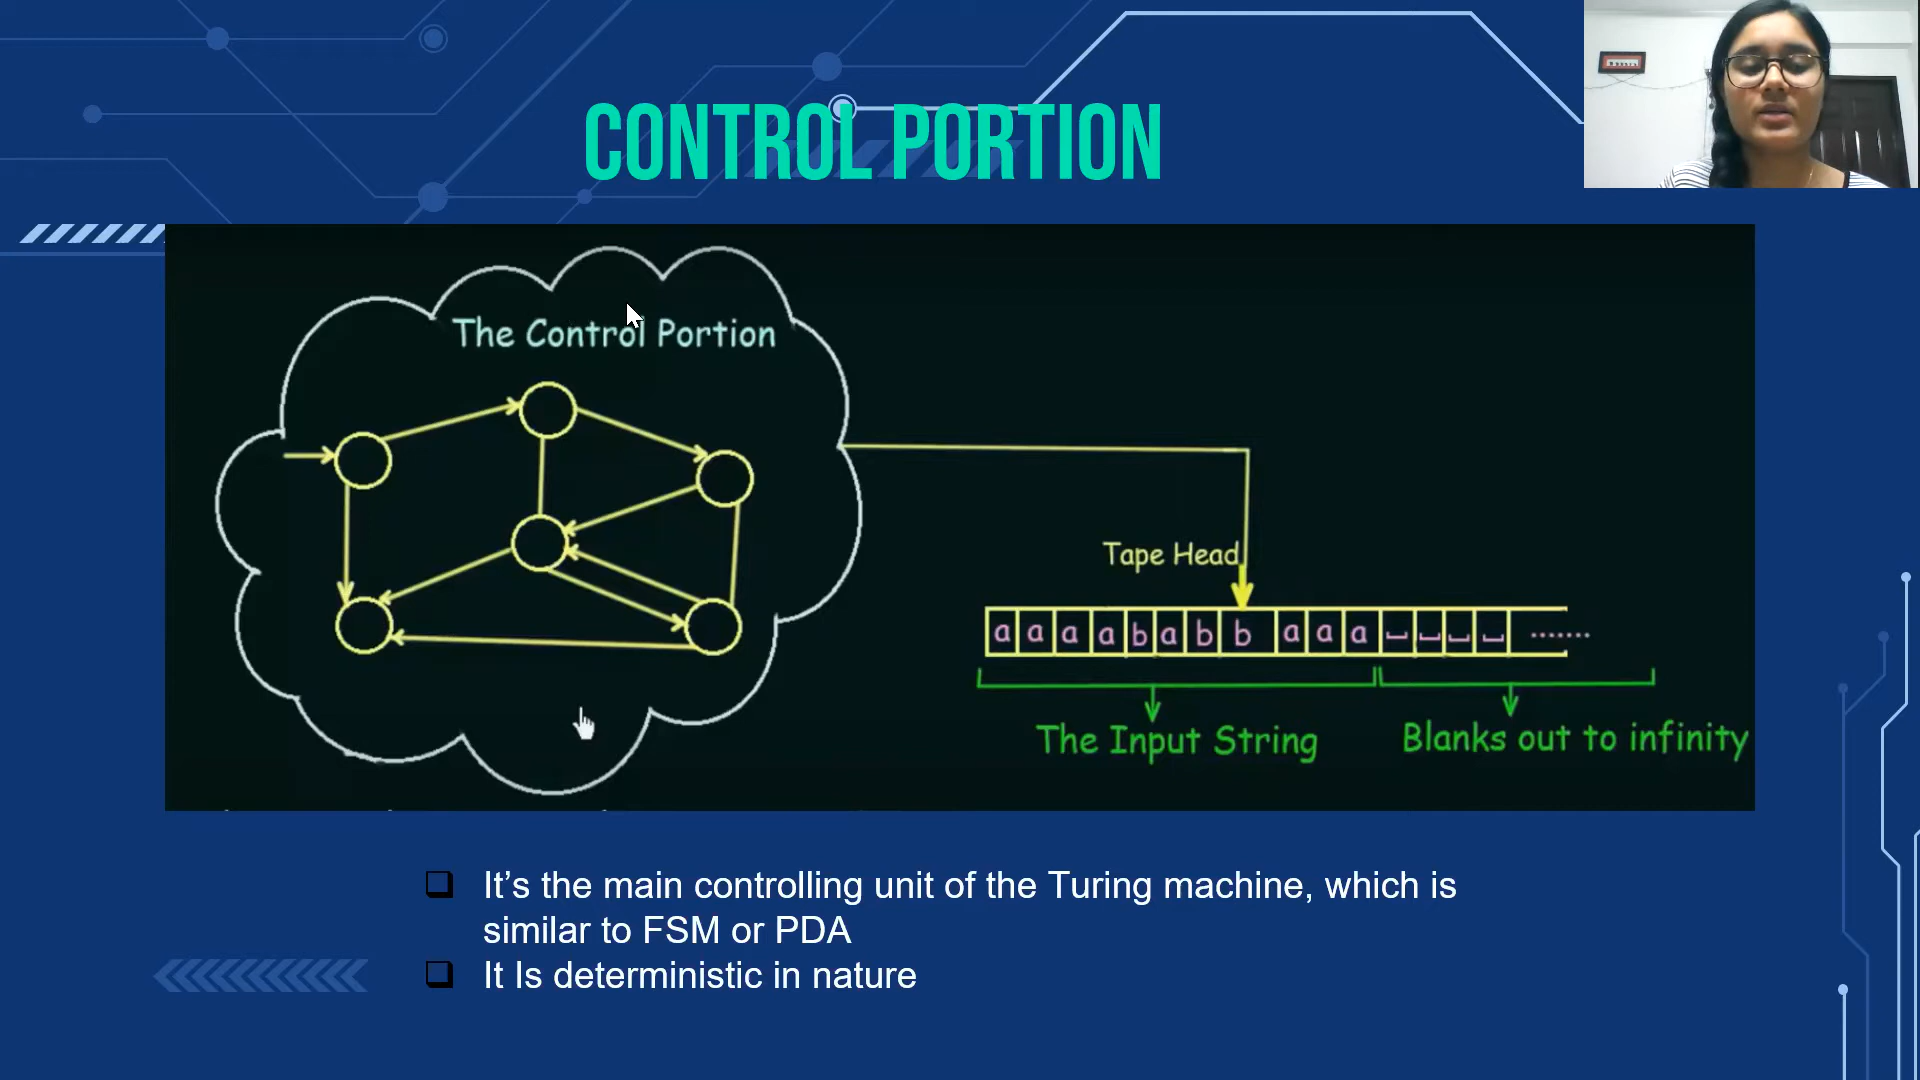 CONTROL PORTION
The Control Portion
Tape Head
a a a a b a b b a a a ⎵ ⎵ ⎵ ⎵ .......
The Input String
Blanks out to infinity
❑ It’s the main controlling unit of the Turing machine, which is
similar to FSM or PDA
❑ It Is deterministic in nature